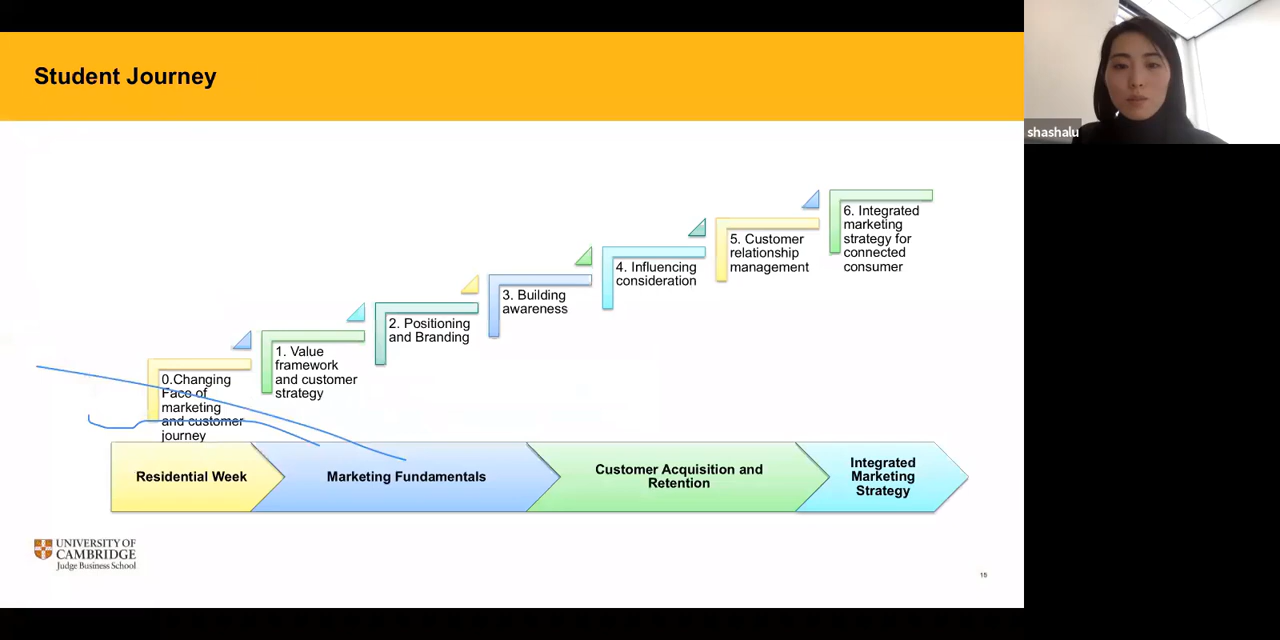 Student Journey
shashalu
0.Changing
Face of
marketing
and customer
journey
1. Value
framework
and customer
strategy
2. Positioning
and Branding
3. Building
awareness
4. Influencing
consideration
5. Customer
relationship
management
6. Integrated
marketing
strategy for
connected
consumer
Residential Week
Marketing Fundamentals
Customer Acquisition and
Retention
Integrated
Marketing
Strategy
UNIVERSITY OF
CAMBRIDGE
Judge Business School
15